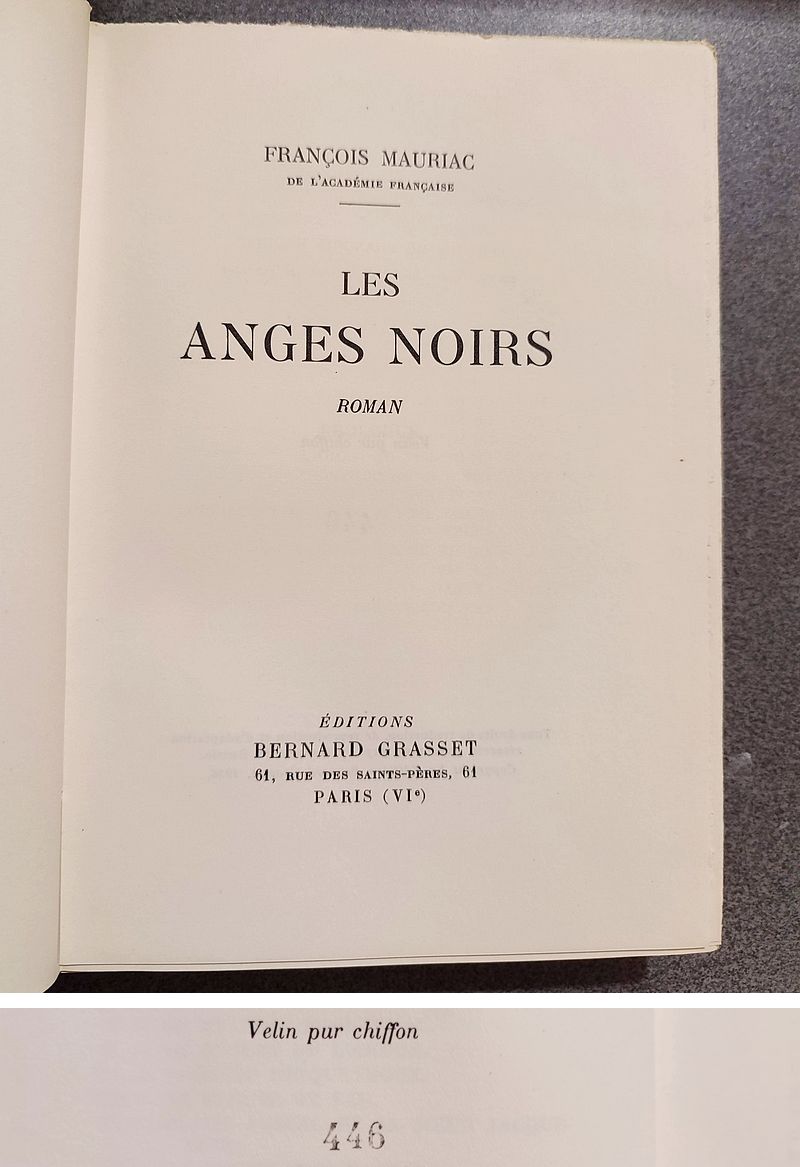 FRANÇOIS MAURIAC
DE L'ACADÉMIE FRANÇAISE
LES
ANGES NOIRS
ROMAN
ÉDITIONS
BERNARD GRASSET
61, RUE DES SAINTS-PÈRES, 61
PARIS (VIᵉ)
Velin pur chiffon
446